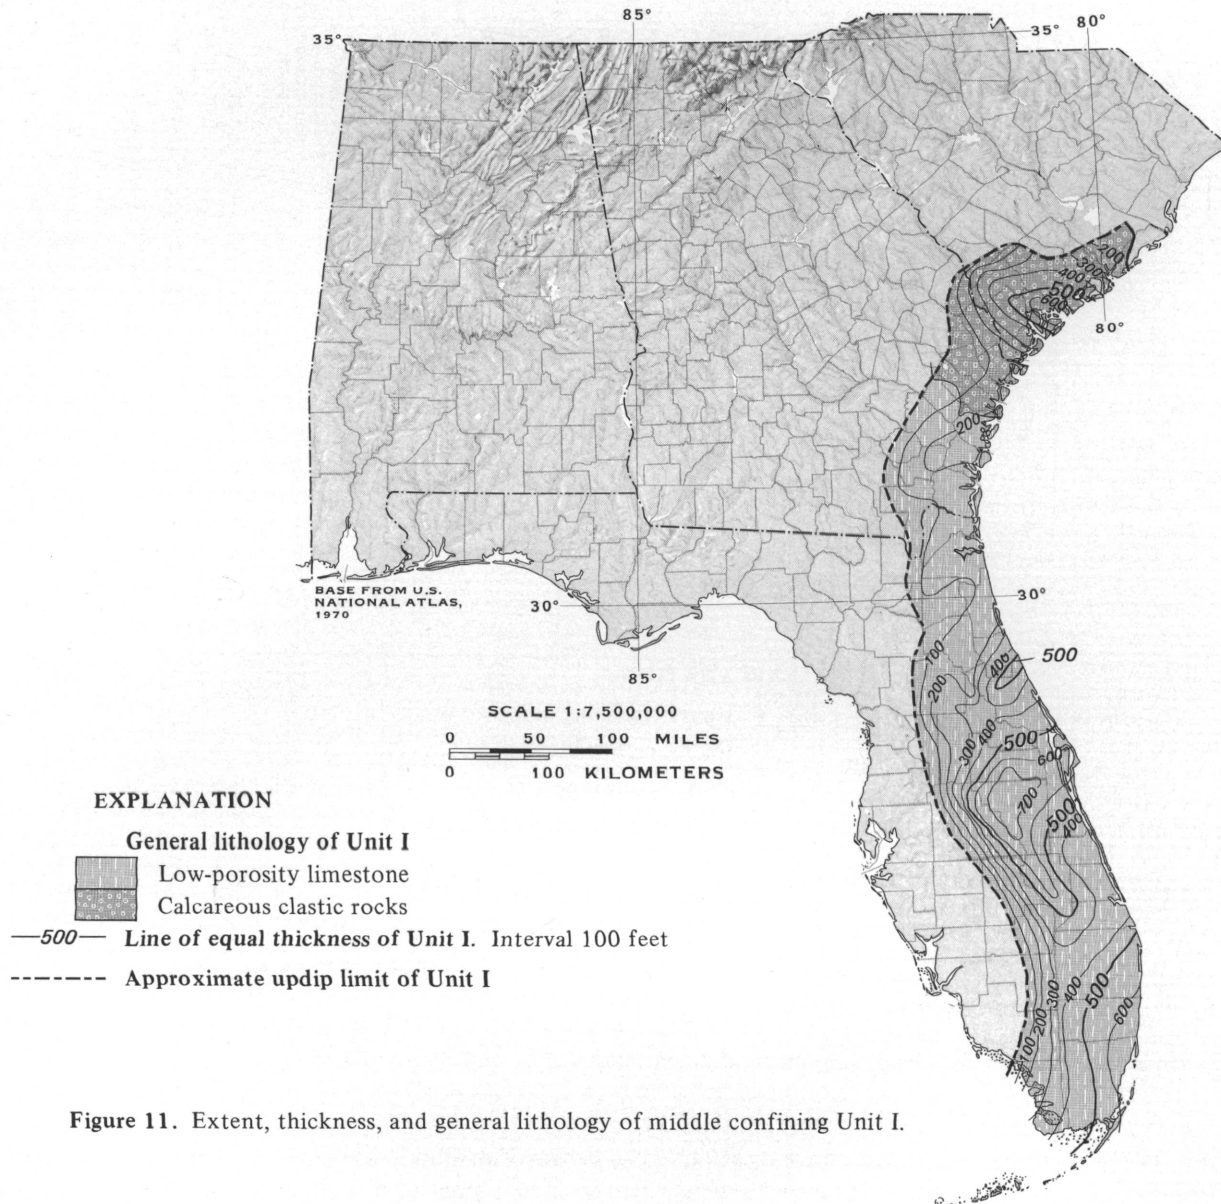 85°
80°
35°
35°
200
300
400
500
600
80°
200
BASE FROM U.S.
NATIONAL ATLAS,
1970
30°
30°
85°
100
200
400
500
SCALE 1:7,500,000
0 50 100 MILES
0 100 KILOMETERS
300
400
500
600
700
500
400
EXPLANATION
General lithology of Unit I
Low-porosity limestone
Calcareous clastic rocks
—500— Line of equal thickness of Unit I. Interval 100 feet
Approximate updip limit of Unit I
100
200
300
400
500
600
Figure 11. Extent, thickness, and general lithology of middle confining Unit I.